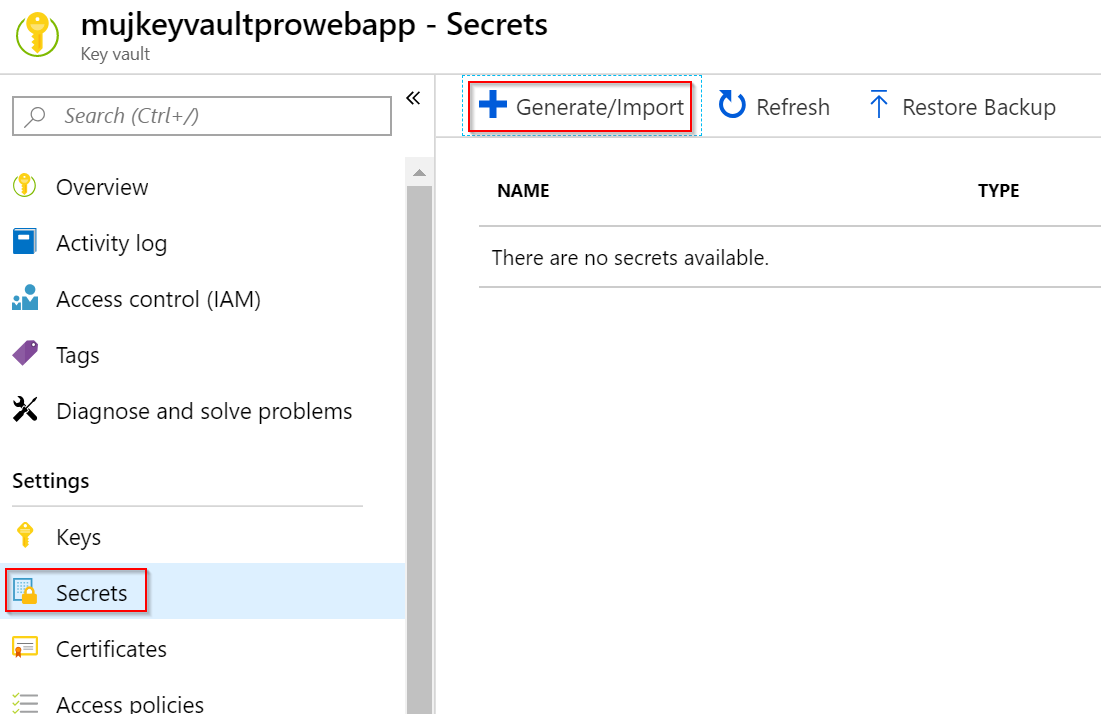 mujkeyvaultprowebapp - Secrets
Key vault
Search (Ctrl+/)
Overview
Activity log
Access control (IAM)
Tags
Diagnose and solve problems
Settings
Keys
Secrets
Certificates
Access policies
Generate/Import
Refresh
Restore Backup
NAME
TYPE
There are no secrets available.